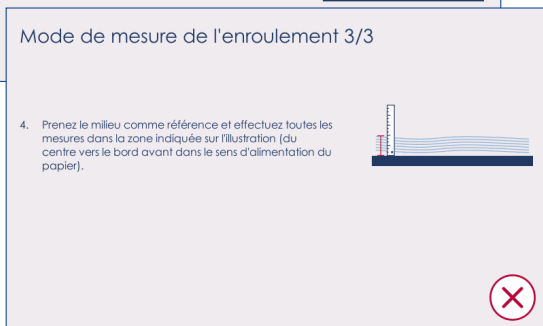 Mode de mesure de l'enroulement 3/3
4. Prenez le milieu comme référence et effectuez toutes les
mesures dans la zone indiquée sur l'illustration (du
centre vers le bord avant dans le sens d'alimentation du
papier).